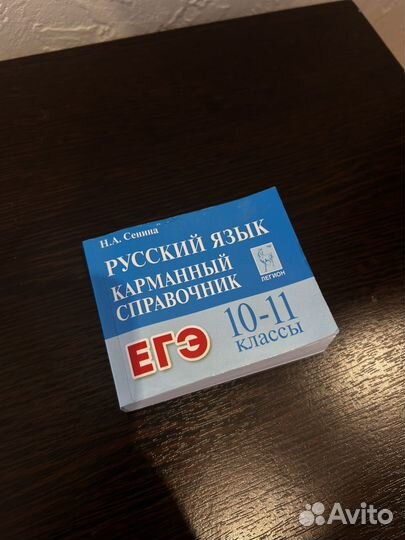 Н.А. Сенина
РУССКИЙ ЯЗЫК
КАРМАННЫЙ
СПРАВОЧНИК
ЛЕГИОН
ЕГЭ
10-11
КЛАССЫ
Avito